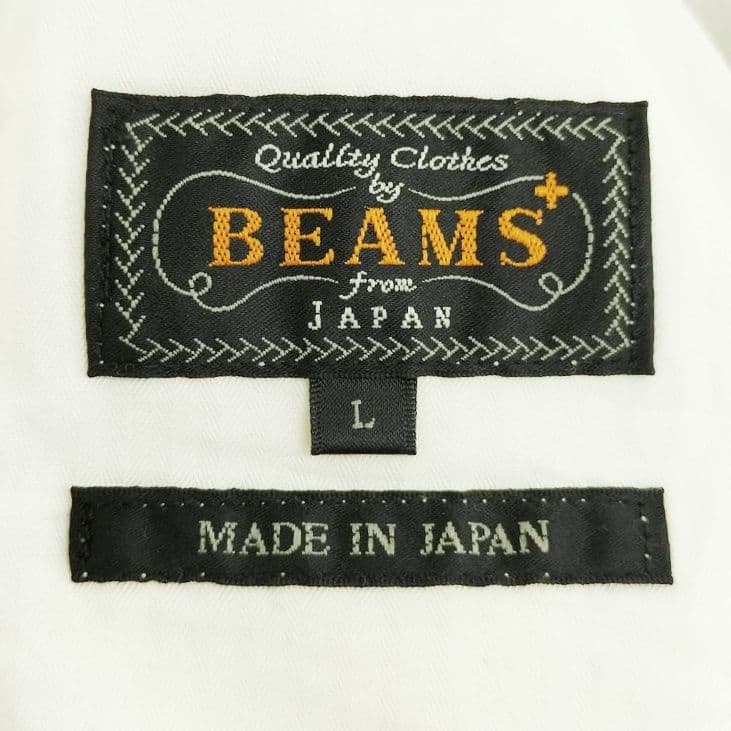 Quality Clothes
by
BEAMS+
from
JAPAN
L
MADE IN JAPAN